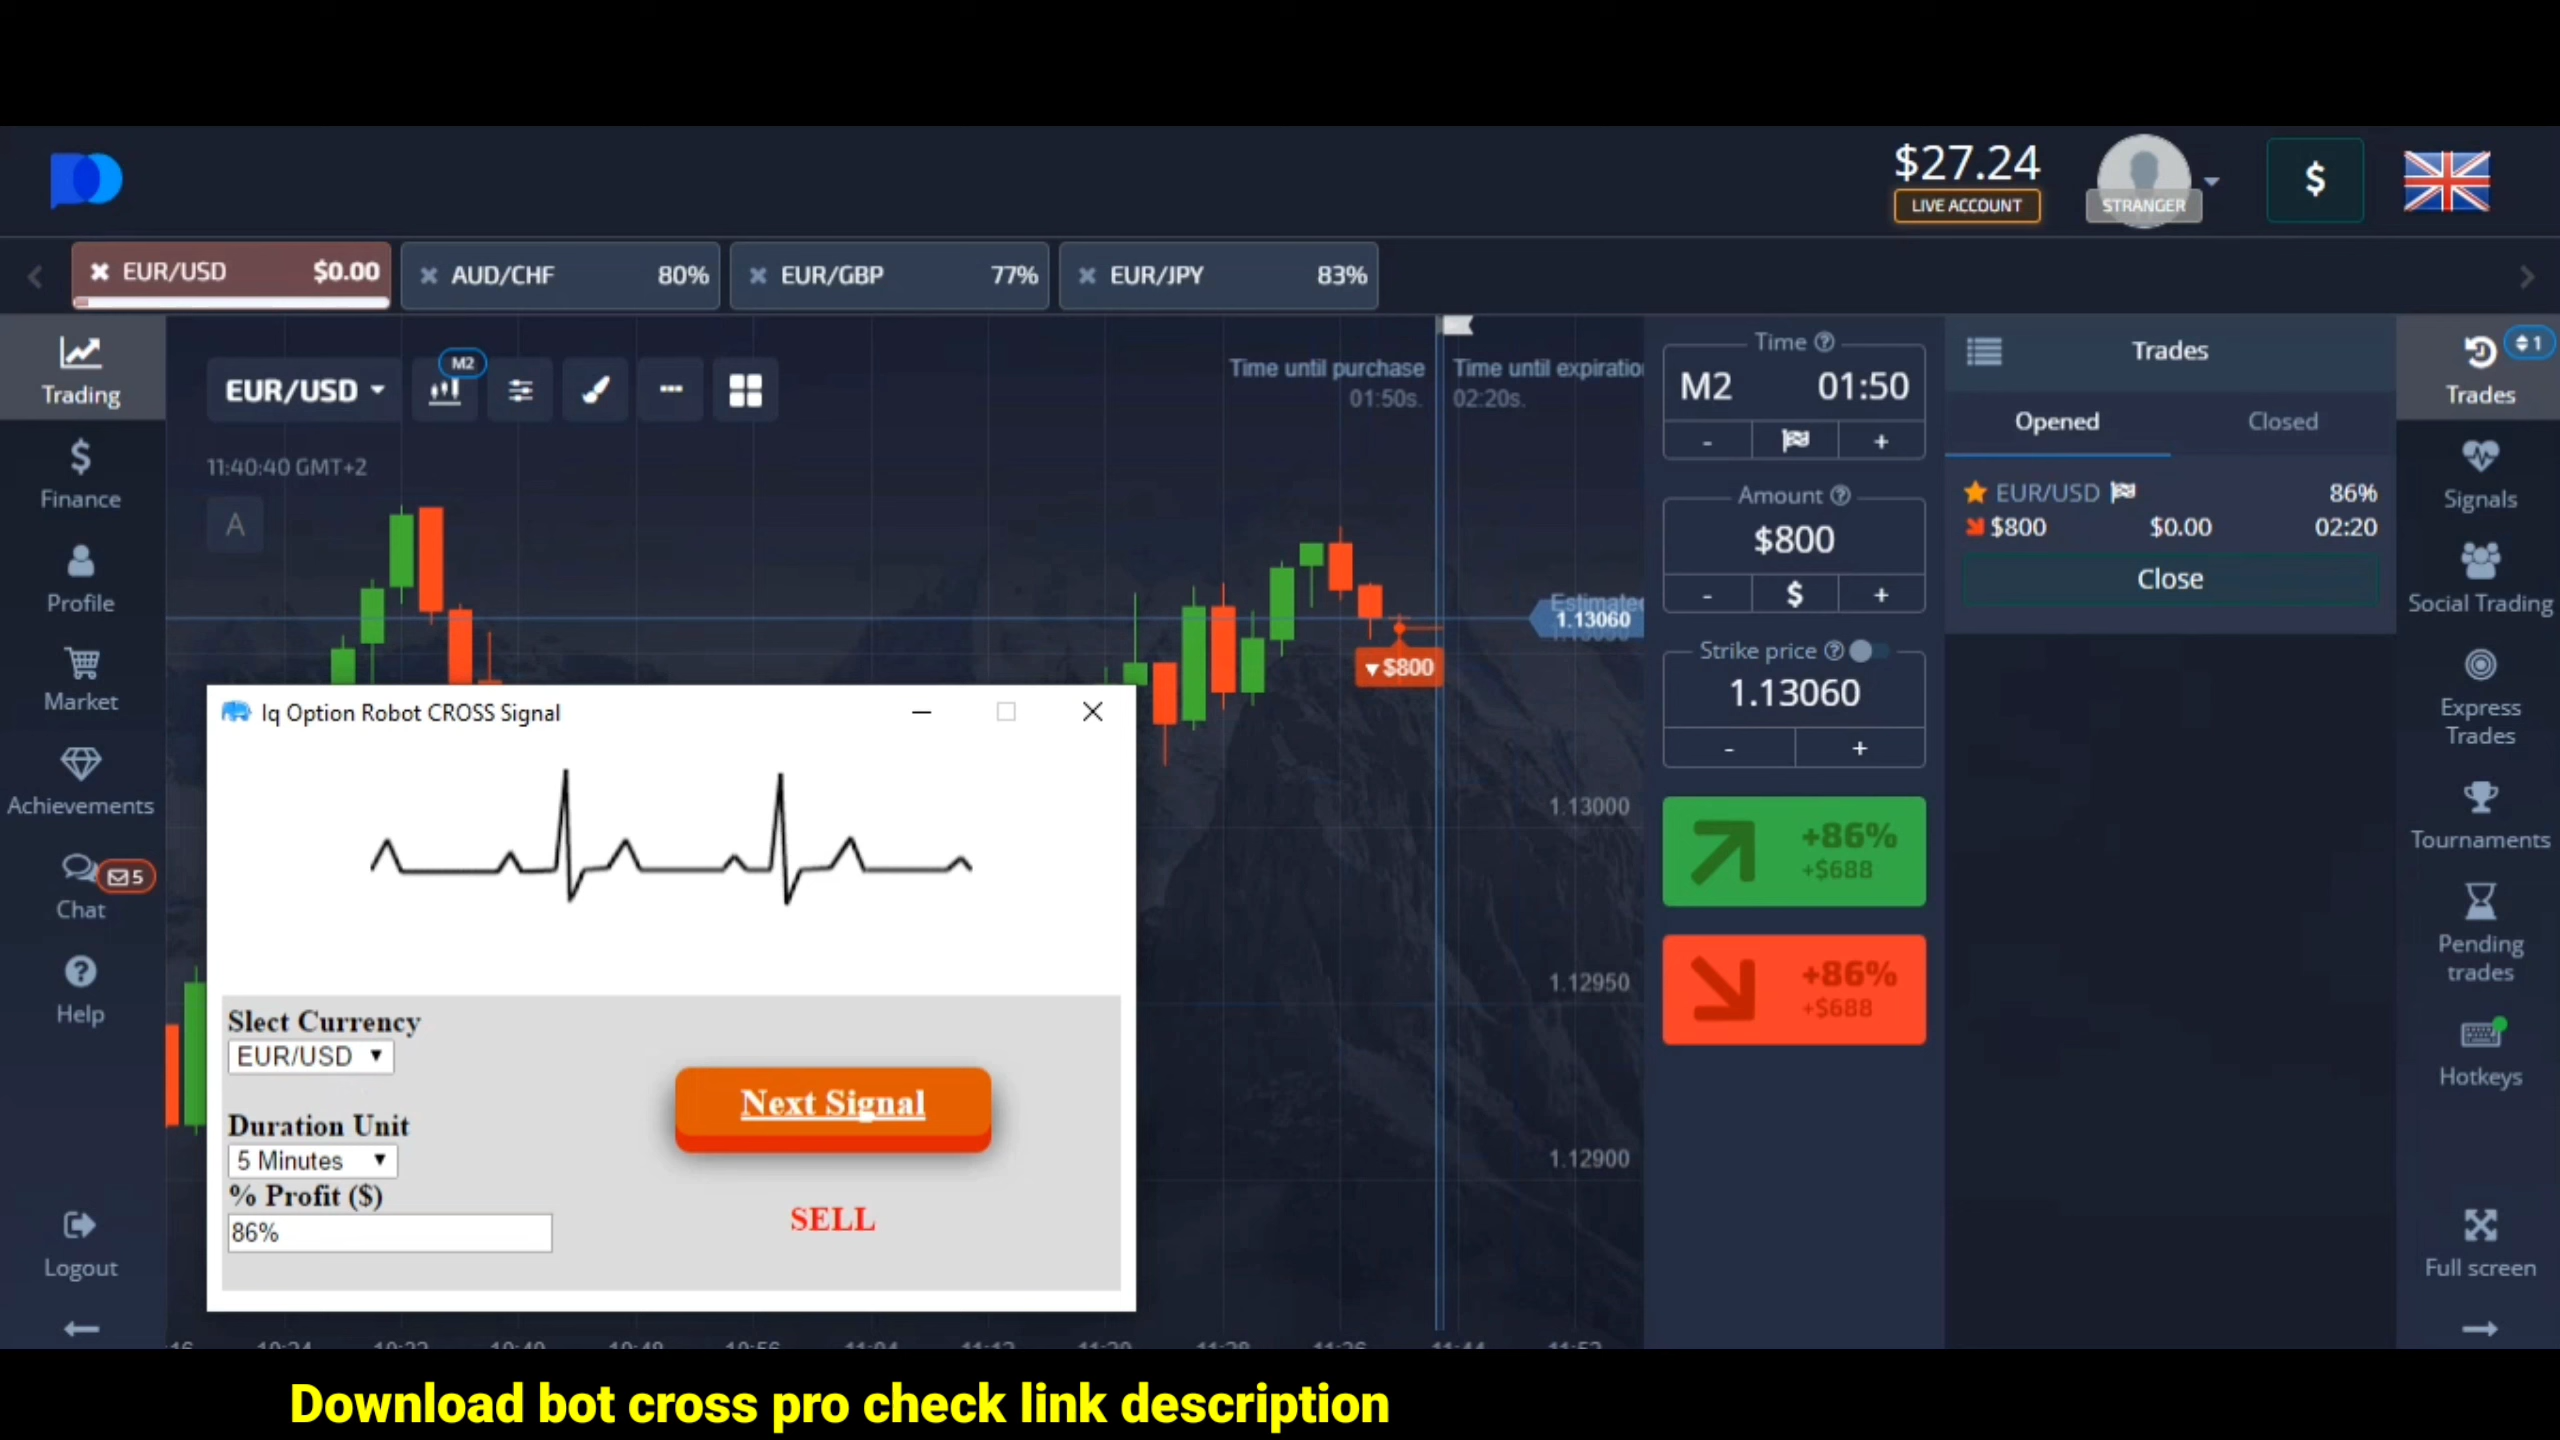 $27.24
LIVE ACCOUNT
STRANGER
$
EUR/USD $0.00
AUD/CHF 80%
EUR/GBP 77%
EUR/JPY 83%
Trading
Finance
Profile
Market
Achievements
5
Chat
Help
Logout
EUR/USD
M2
11:40:40 GMT+2
A
Time until purchase
01:50s.
Time until expiratio
02:20s.
Estimated
1.13060
$800
1.13000
1.12950
1.12900
Time
M2 01:50
- +
Amount
$800
- $ +
Strike price
1.13060
- +
+86%
+$688
+86%
+$688
Trades
Opened Closed
EUR/USD 86%
$800 $0.00 02:20
Close
1
Trades
Signals
Social Trading
Express
Trades
Tournaments
Pending
trades
Hotkeys
Full screen
Iq Option Robot CROSS Signal
Slect Currency
EUR/USD
Duration Unit
5 Minutes
% Profit ($)
86%
Next Signal
SELL
Download bot cross pro check link description